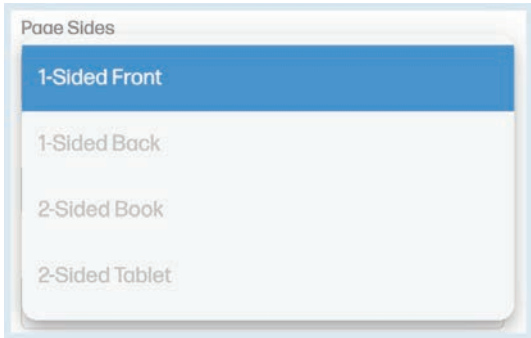 Page Sides
1-Sided Front
1-Sided Back
2-Sided Book
2-Sided Tablet